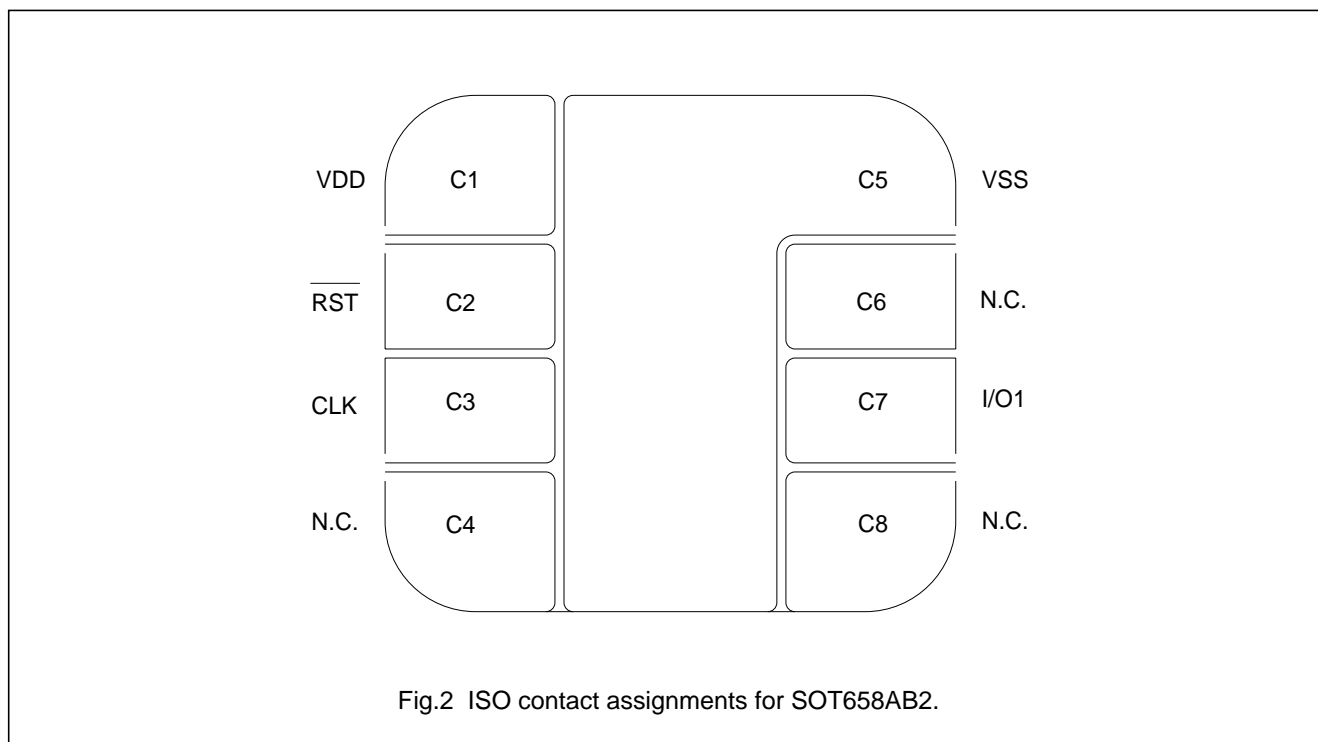 VDD C1 C5 VSS
RST C2 C6 N.C.
CLK C3 C7 I/O1
N.C. C4 C8 N.C.
Fig.2 ISO contact assignments for SOT658AB2.